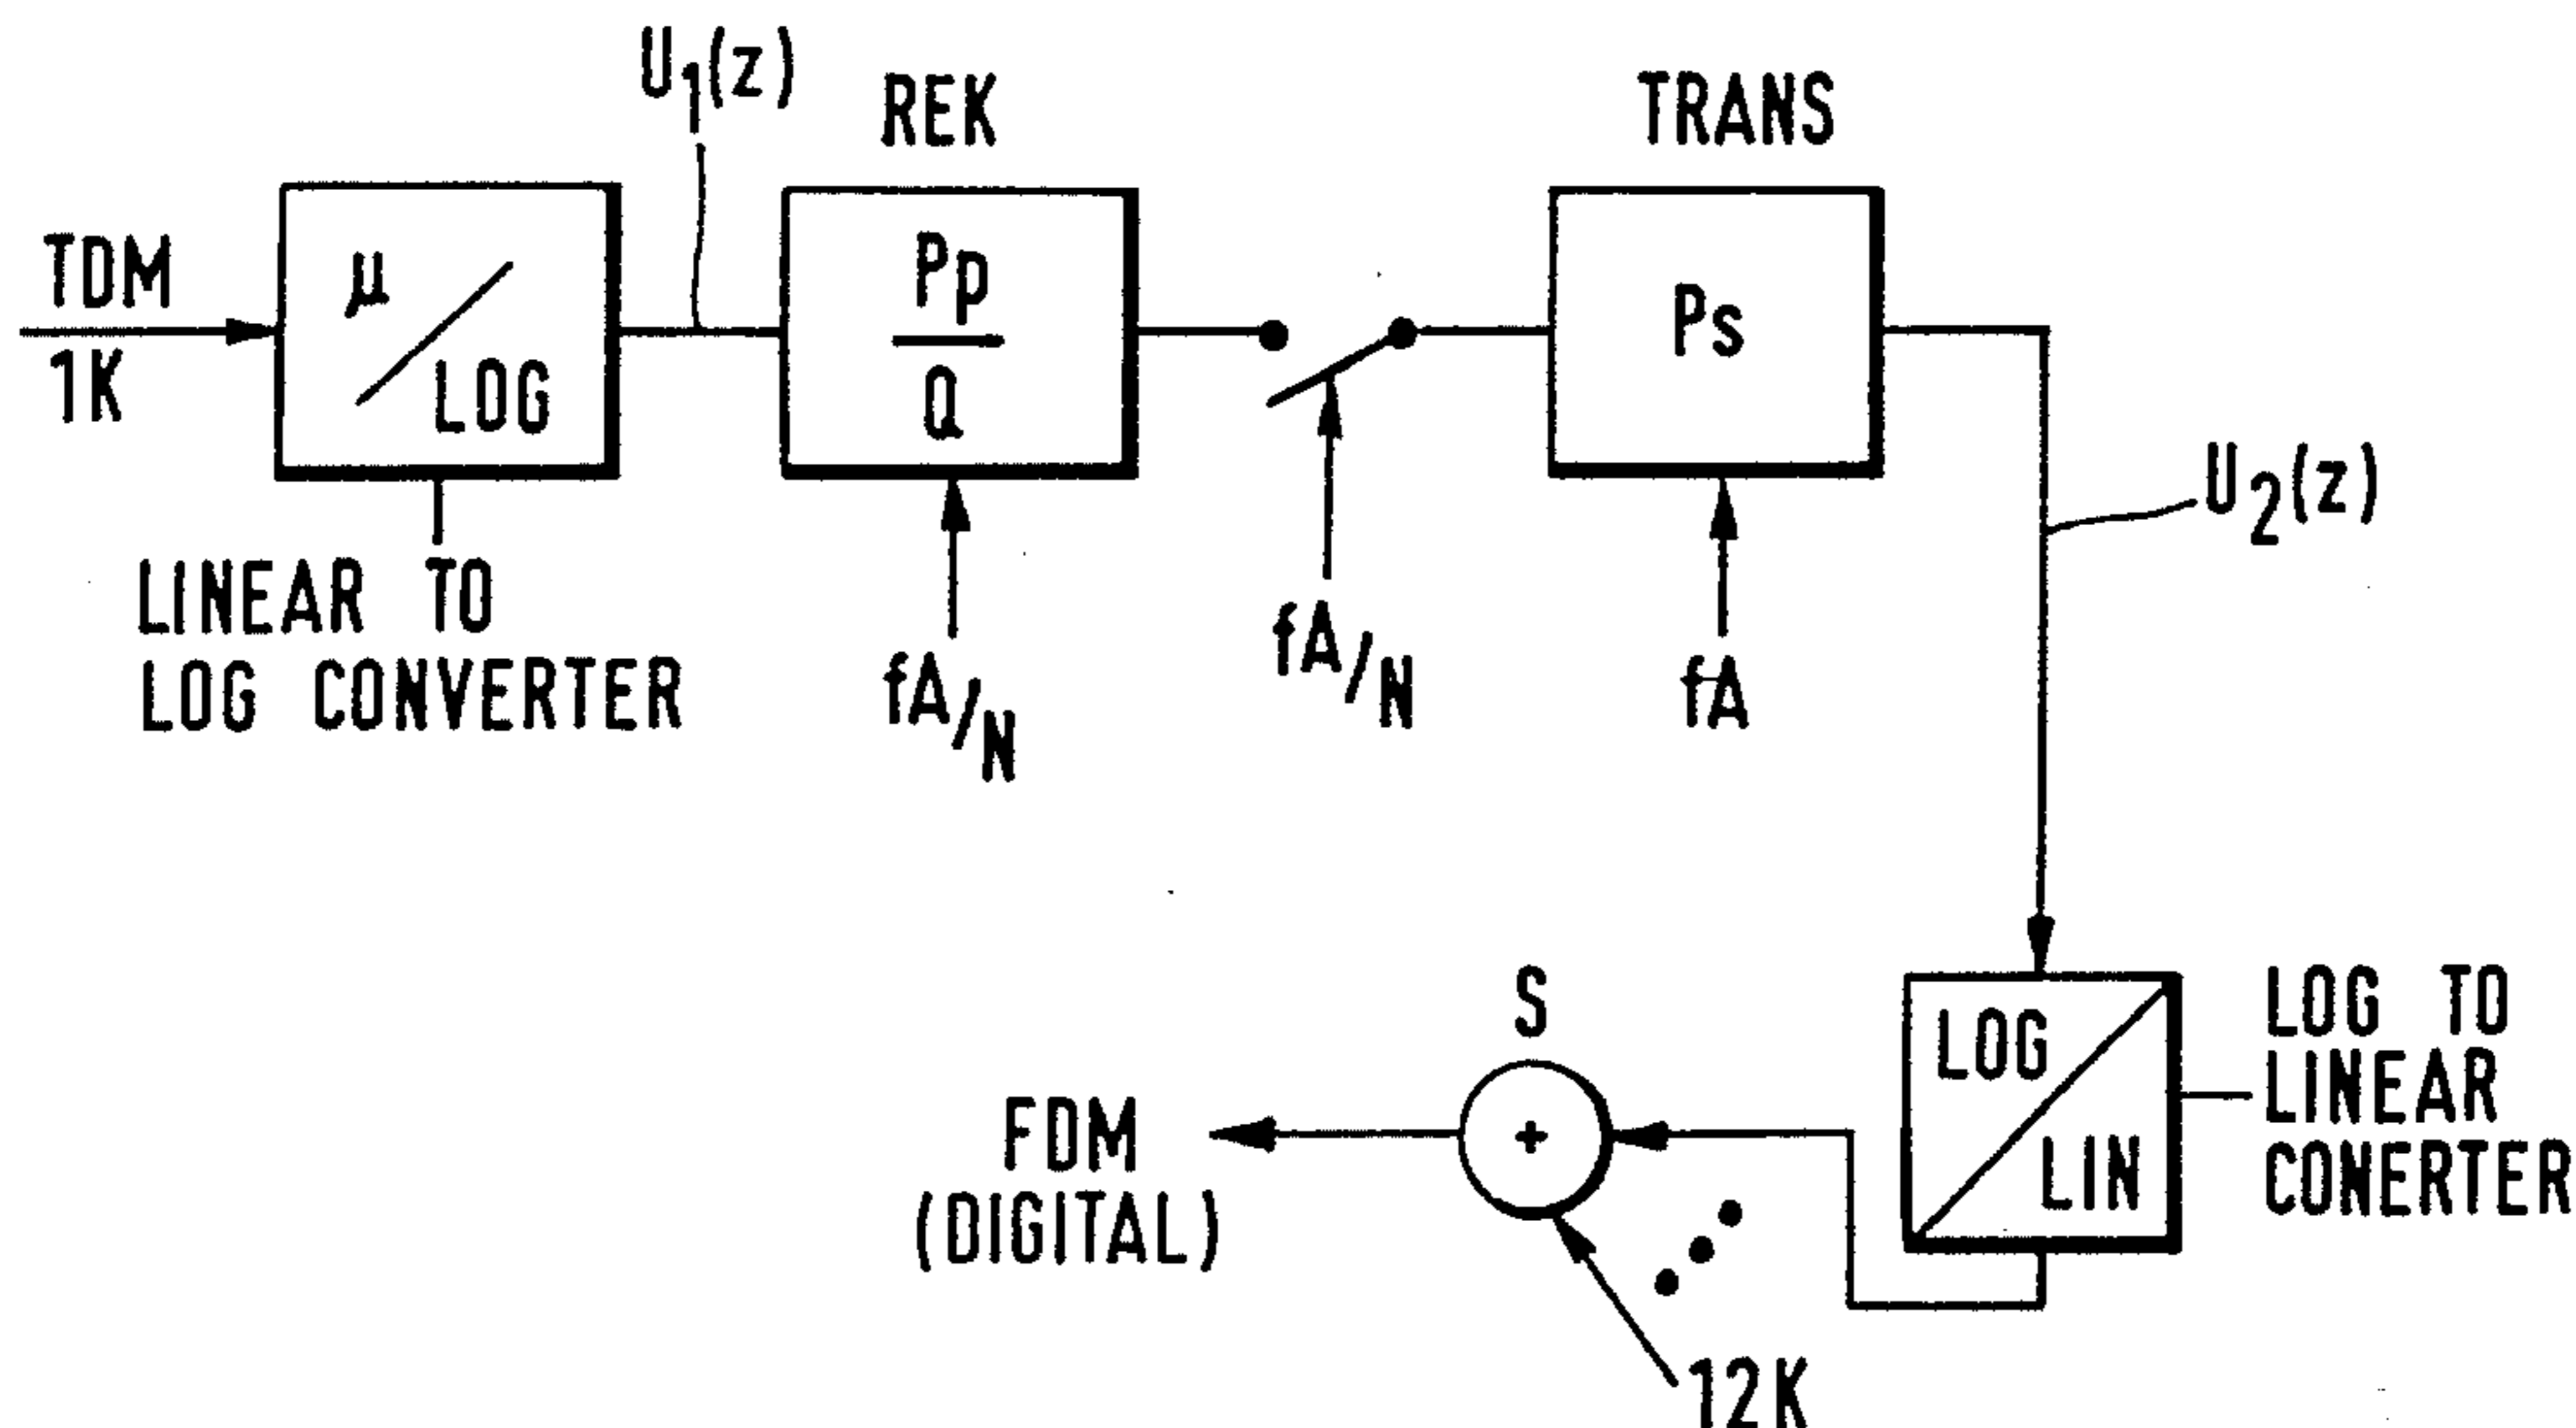 U1(z)
REK
TRANS
TDM
1K
μ
LOG
Pp
Q
Ps
LINEAR TO
LOG CONVERTER
fA/N
fA/N
fA
U2(z)
S
+
FDM
(DIGITAL)
LOG
LIN
LOG TO
LINEAR
CONERTER
12K